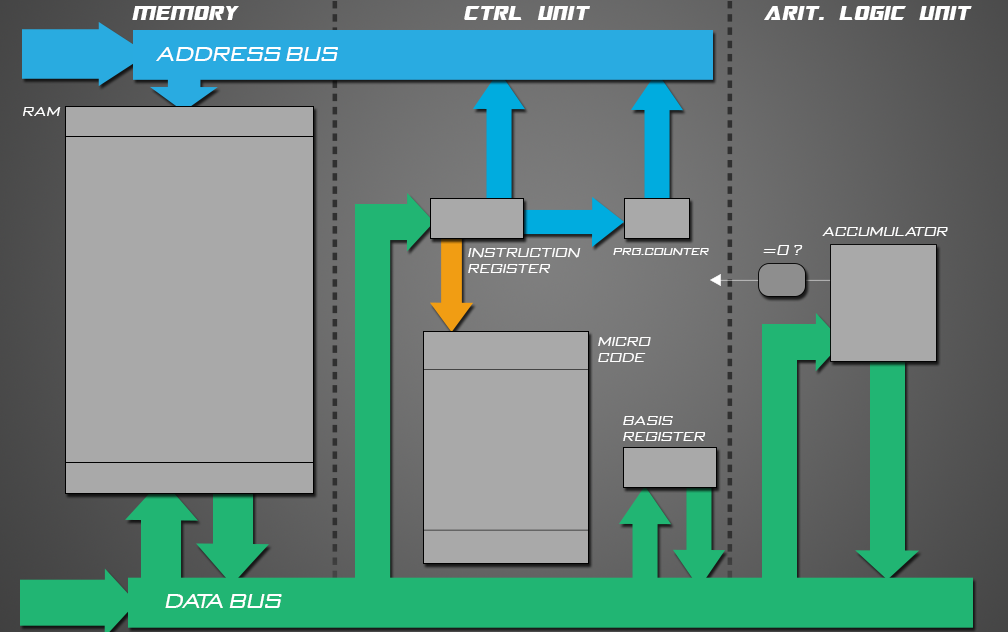 MEMORY
CTRL UNIT
ARIT. LOGIC UNIT
ADDRESS BUS
RAM
INSTRUCTION
REGISTER
PRG.COUNTER
ACCUMULATOR
=0?
MICRO
CODE
BASIS
REGISTER
DATA BUS